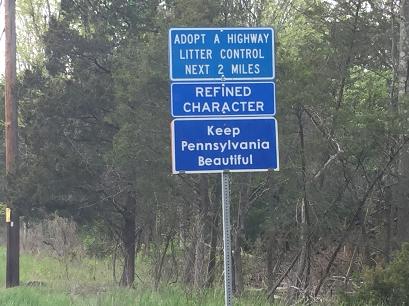 ADOPT A HIGHWAY
LITTER CONTROL
NEXT 2 MILES
REFINED
CHARACTER
Keep
Pennsylvania
Beautiful